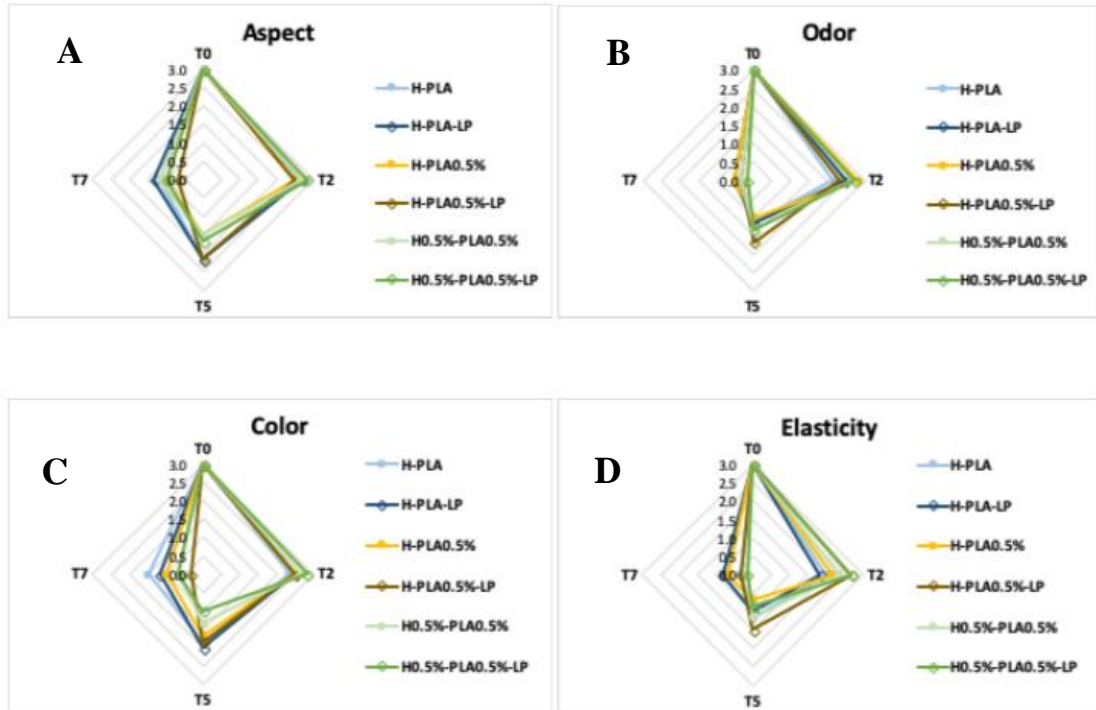 A
Aspect
T0
3.0
2.5
2.0
1.5
1.0
0.5
0.0
T7
T2
T5
H-PLA
H-PLA-LP
H-PLA0.5%
H-PLA0.5%-LP
H0.5%-PLA0.5%
H0.5%-PLA0.5%-LP
B
Odor
T0
3.0
2.5
2.0
1.5
1.0
0.5
0.0
T7
T2
T5
H-PLA
H-PLA-LP
H-PLA0.5%
H-PLA0.5%-LP
H0.5%-PLA0.5%
H0.5%-PLA0.5%-LP
C
Color
T0
3.0
2.5
2.0
1.5
1.0
0.5
0.0
T7
T2
T5
H-PLA
H-PLA-LP
H-PLA0.5%
H-PLA0.5%-LP
H0.5%-PLA0.5%
H0.5%-PLA0.5%-LP
D
Elasticity
T0
3.0
2.5
2.0
1.5
1.0
0.5
0.0
T7
T2
T5
H-PLA
H-PLA-LP
H-PLA0.5%
H-PLA0.5%-LP
H0.5%-PLA0.5%
H0.5%-PLA0.5%-LP